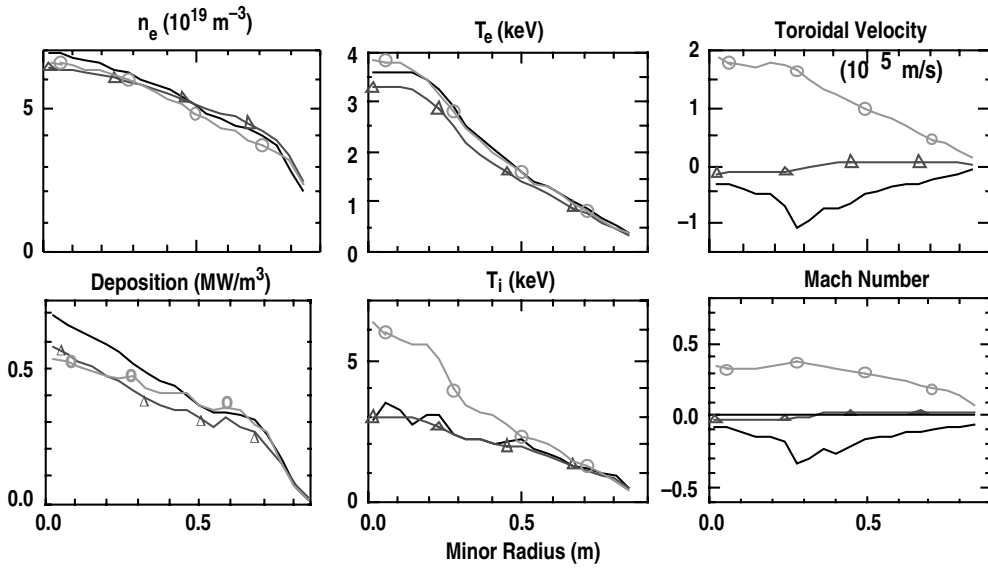 n_e (10^19 m^−3)
5
0
T_e (keV)
4
3
2
1
0
Toroidal Velocity
(10 5 m/s)
2
1
0
−1
Deposition (MW/m^3)
0.5
0.0
0.0 0.5
T_i (keV)
5
0
0.0 0.5
Minor Radius (m)
Mach Number
0.5
0.0
−0.5
0.0 0.5